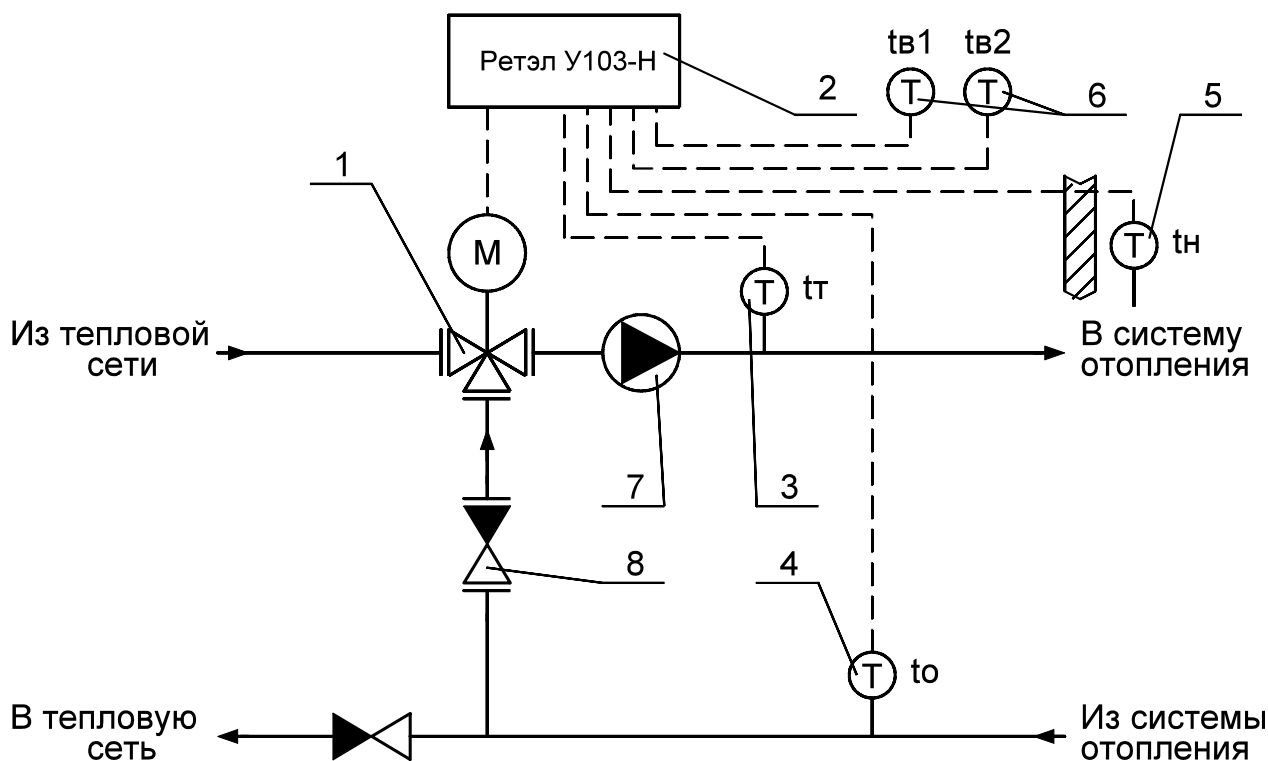 Ретэл У103-Н
tв1
tв2
2
6
5
1
М
Т
Т
Т
tн
Т
tт
Из тепловой
сети
В систему
отопления
7
3
8
4
Т
tо
В тепловую
сеть
Из системы
отопления